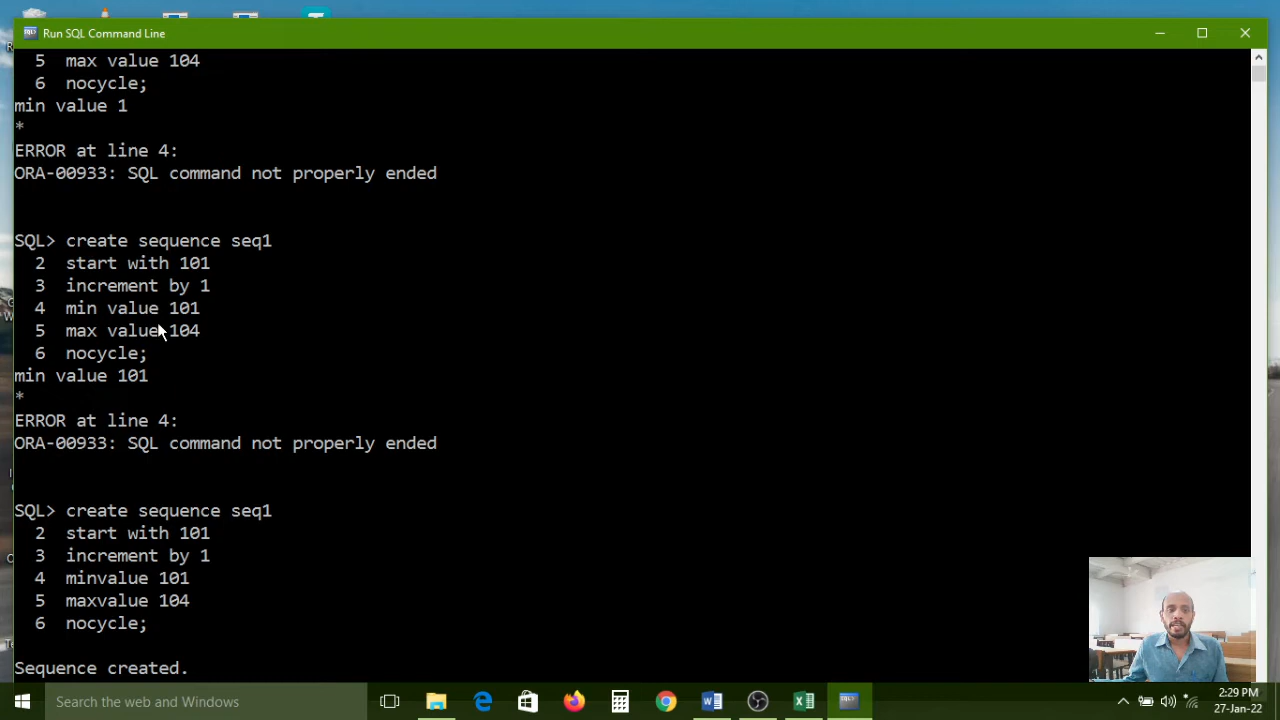 Run SQL Command Line
5 max value 104
6 nocycle;
min value 1
*
ERROR at line 4:
ORA-00933: SQL command not properly ended
SQL> create sequence seq1
2 start with 101
3 increment by 1
4 min value 101
5 max value 104
6 nocycle;
min value 101
*
ERROR at line 4:
ORA-00933: SQL command not properly ended
SQL> create sequence seq1
2 start with 101
3 increment by 1
4 minvalue 101
5 maxvalue 104
6 nocycle;
Sequence created.
Search the web and Windows
2:29 PM
27-Jan-22